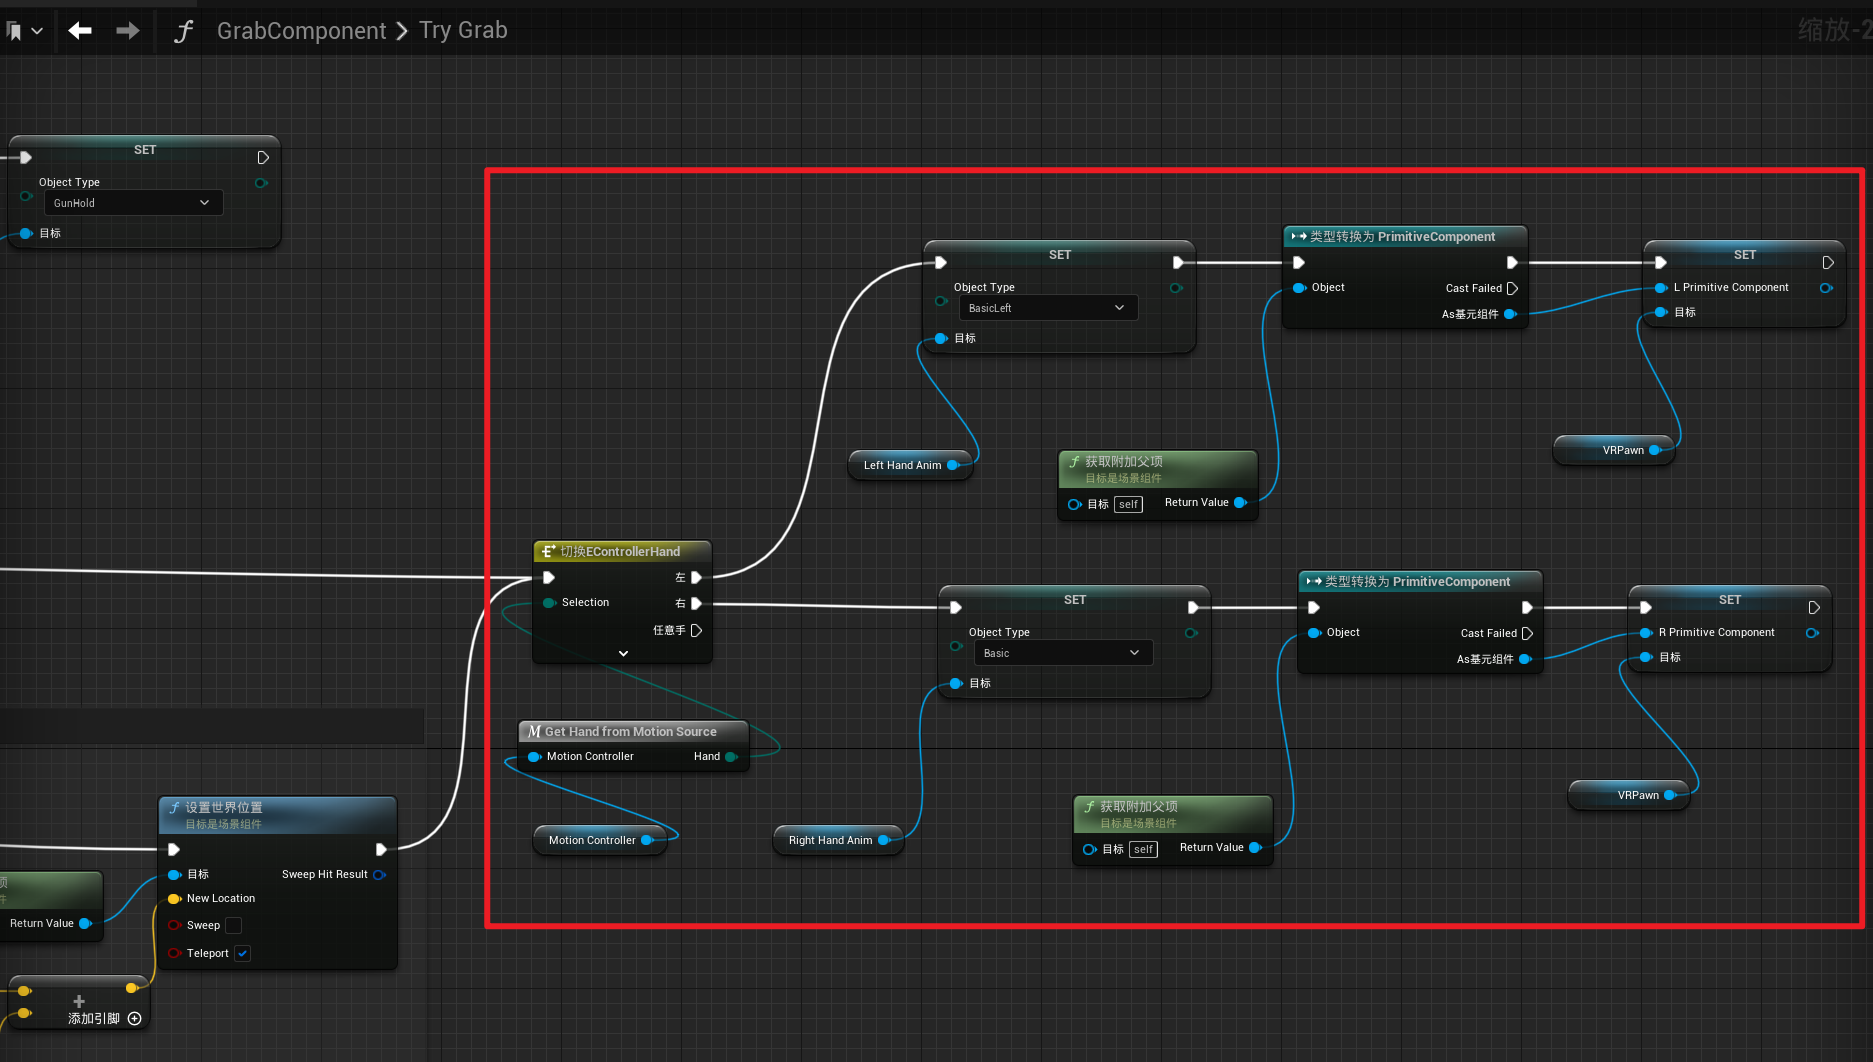 GrabComponent > Try Grab
缩放-2
SET
Object Type
GunHold
目标
SET
Object Type
BasicLeft
目标
类型转换为 PrimitiveComponent
Object
Cast Failed
As基元组件
SET
L Primitive Component
目标
Left Hand Anim
f 获取附加父项
目标是场景组件
目标 self
Return Value
VRPawn
切换EControllerHand
左
Selection
右
任意手
SET
Object Type
Basic
目标
类型转换为 PrimitiveComponent
Object
Cast Failed
As基元组件
SET
R Primitive Component
目标
M Get Hand from Motion Source
Motion Controller
Hand
Motion Controller
Right Hand Anim
f 获取附加父项
目标是场景组件
目标 self
Return Value
VRPawn
f 设置世界位置
目标是场景组件
目标
Sweep Hit Result
New Location
Sweep
Teleport
项
件
Return Value
添加引脚